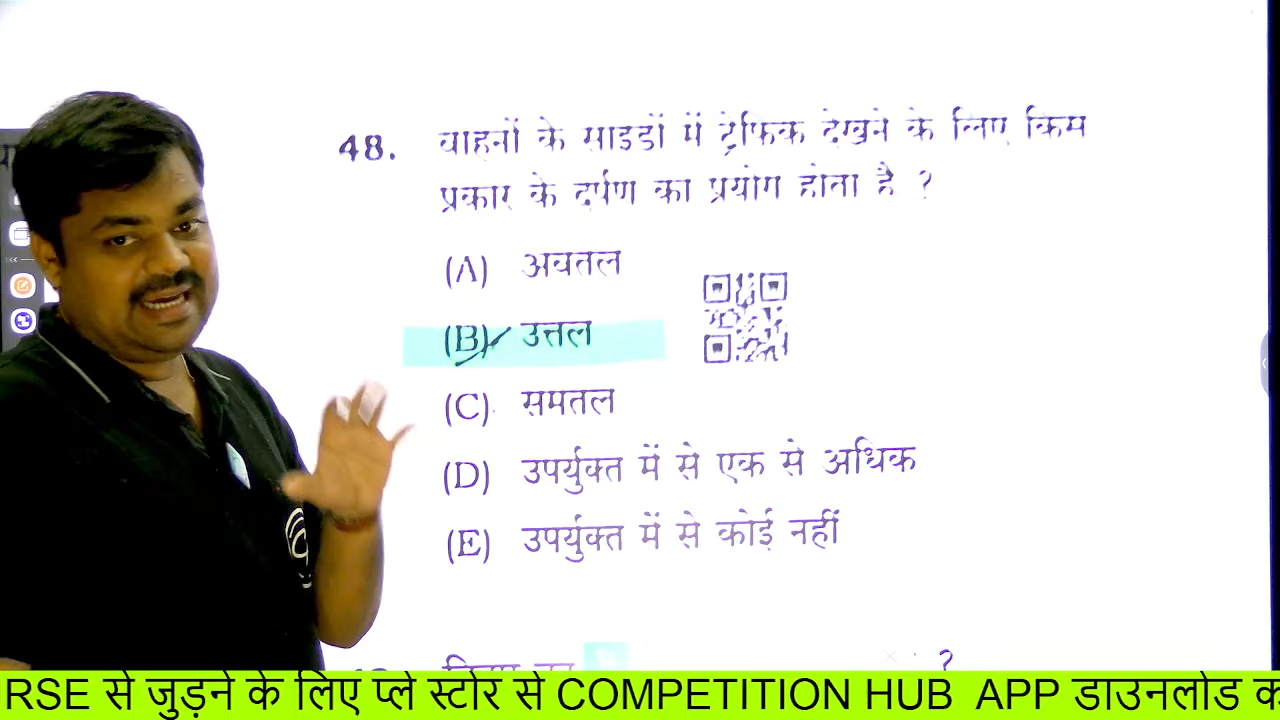 48. वाहनों के साइडों में ट्रेफिक देखने के लिए किस
प्रकार के दर्पण का प्रयोग होता है ?
(A) अवतल
(B) उत्तल
(C) समतल
(D) उपर्युक्त में से एक से अधिक
(E) उपर्युक्त में से कोई नहीं
?
RSE से जुड़ने के लिए प्ले स्टोर से COMPETITION HUB APP डाउनलोड क